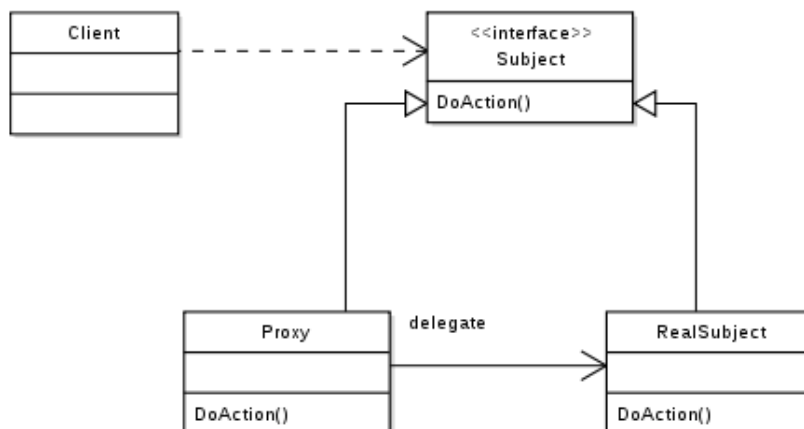 Client
<<interface>>
Subject
DoAction()
Proxy
delegate
RealSubject
DoAction()
DoAction()